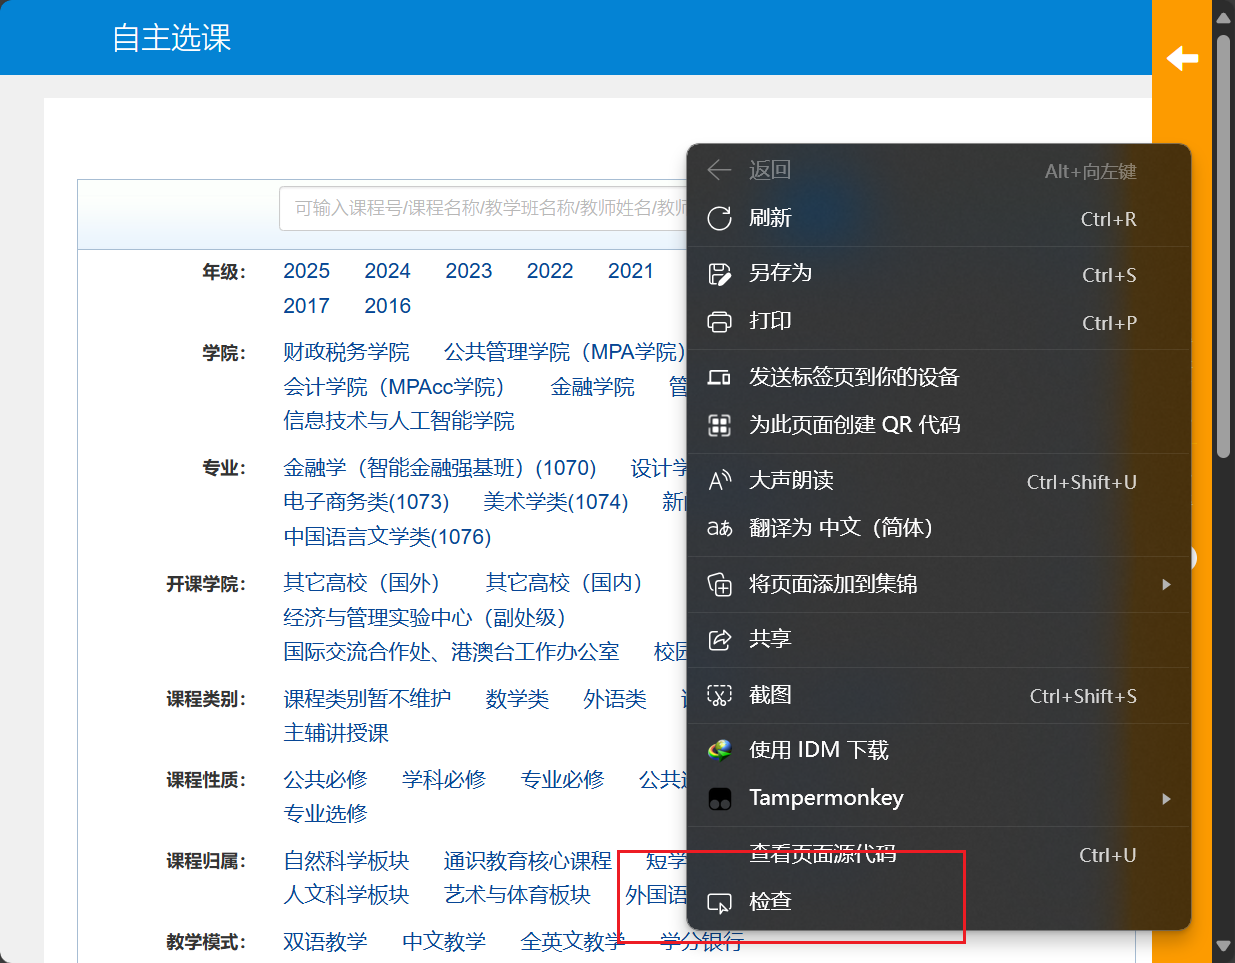 自主选课
可输入课程号/课程名称/教学班名称/教师姓名/教师
年级：
2025 2024 2023 2022 2021
2017 2016
学院：
财政税务学院 公共管理学院（MPA学院）
会计学院（MPAcc学院） 金融学院 管
信息技术与人工智能学院
专业：
金融学（智能金融强基班）(1070) 设计学
电子商务类(1073) 美术学类(1074) 新
中国语言文学类(1076)
开课学院：
其它高校（国外） 其它高校（国内）
经济与管理实验中心（副处级）
国际交流合作处、港澳台工作办公室 校园
课程类别：
课程类别暂不维护 数学类 外语类
主辅讲授课
课程性质：
公共必修 学科必修 专业必修 公共
专业选修
课程归属：
自然科学板块 通识教育核心课程 短学
人文科学板块 艺术与体育板块 外国语
教学模式：
双语教学 中文教学 全英文教学 学分银行
返回 Alt+向左键
刷新 Ctrl+R
另存为 Ctrl+S
打印 Ctrl+P
发送标签页到你的设备
为此页面创建 QR 代码
大声朗读 Ctrl+Shift+U
翻译为 中文（简体）
将页面添加到集锦
共享
截图 Ctrl+Shift+S
使用 IDM 下载
Tampermonkey
查看页面源代码 Ctrl+U
检查